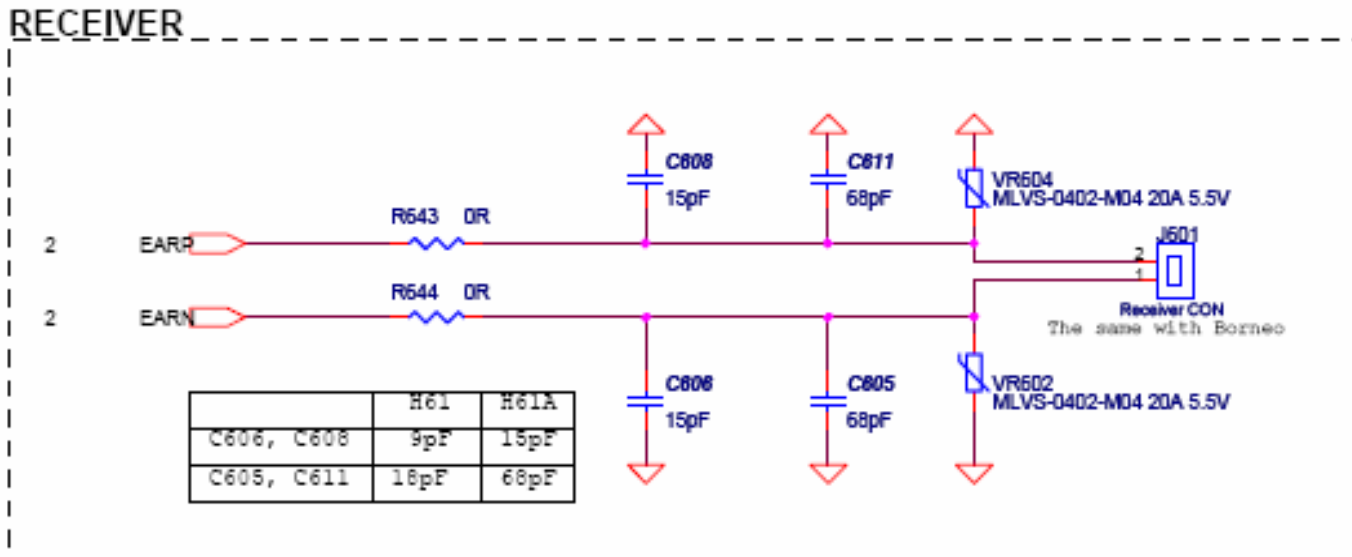 RECEIVER
C608
15pF
C611
68pF
VR604
MLVS-0402-M04 20A 5.5V
R643 0R
2 EARP
J601
2
1
R644 0R
2 EARN
Receiver CON
The same with Borneo
C606
15pF
C605
68pF
VR602
MLVS-0402-M04 20A 5.5V
H61 H61A
C606, C608 9pF 15pF
C605, C611 18pF 68pF